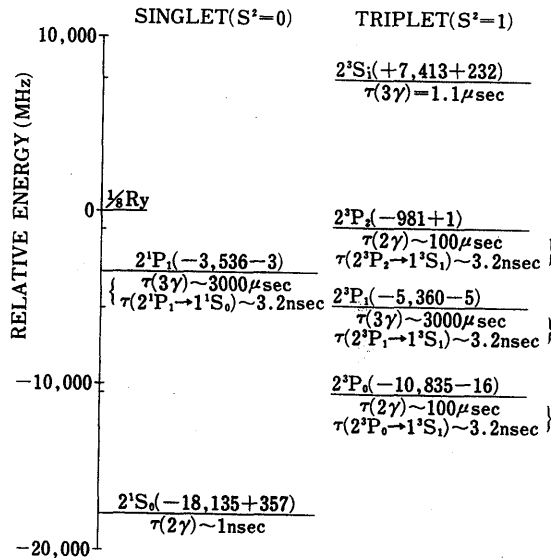 SINGLET(S²=0)
TRIPLET(S²=1)
RELATIVE ENERGY (MHz)
10,000
0
−10,000
−20,000
⅛Ry
2³S₁(+7,413+232)
τ(3γ)=1.1μsec
2³P₂(−981+1)
τ(2γ)~100μsec
τ(2³P₂→1³S₁)~3.2nsec
2¹P₁(−3,536−3)
τ(3γ)~3000μsec
τ(2¹P₁→1¹S₀)~3.2nsec
2³P₁(−5,360−5)
τ(3γ)~3000μsec
τ(2³P₁→1³S₁)~3.2nsec
2³P₀(−10,835−16)
τ(2γ)~100μsec
τ(2³P₀→1³S₁)~3.2nsec
2¹S₀(−18,135+357)
τ(2γ)~1nsec